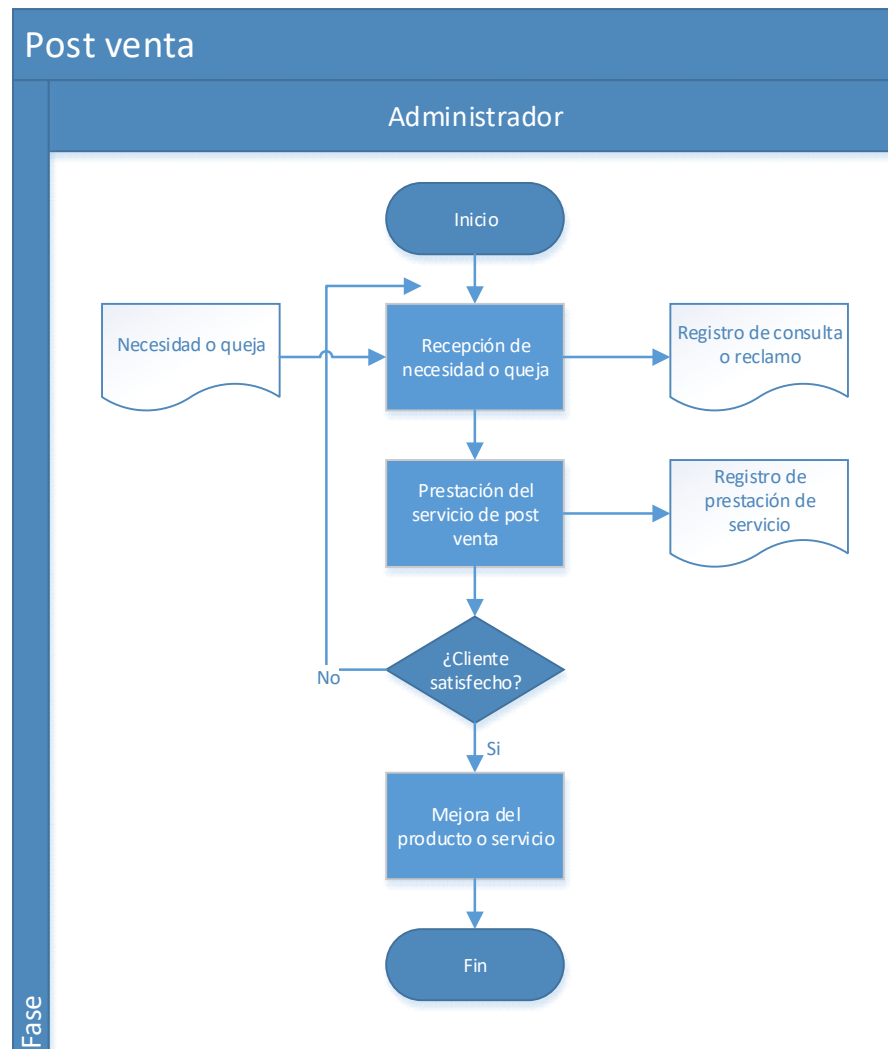 Post venta
Administrador
Fase
Inicio
Necesidad o queja
Recepción de
necesidad o queja
Registro de consulta
o reclamo
Prestación del
servicio de post
venta
Registro de
prestación de
servicio
¿Cliente
satisfecho?
No
Si
Mejora del
producto o servicio
Fin